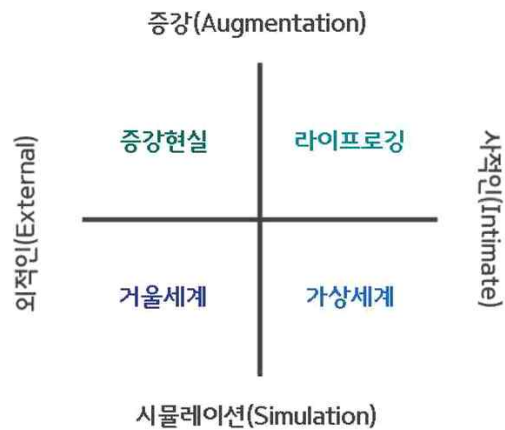 증강(Augmentation)
외적인(External)
증강현실
라이프로깅
사적인(Intimate)
거울세계
가상세계
시뮬레이션(Simulation)